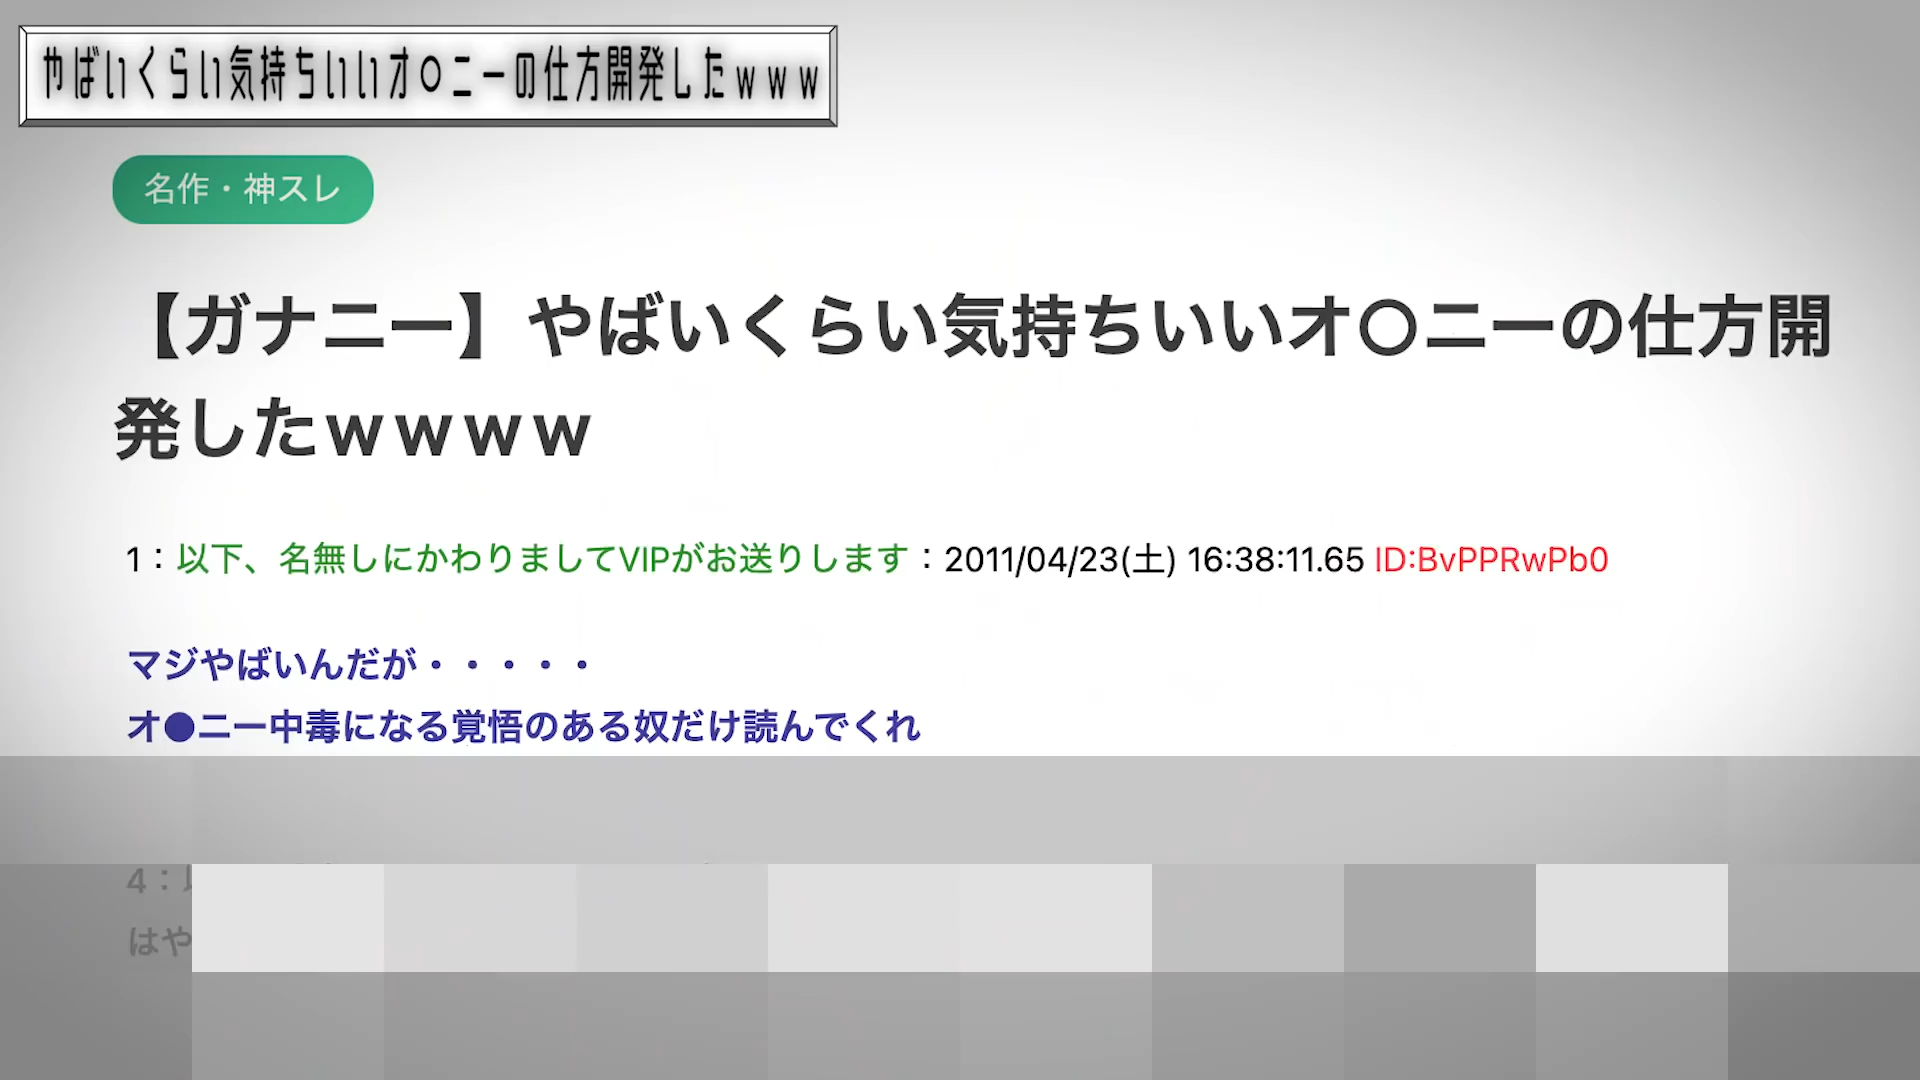 やばいくらい気持ちいいオ〇ニーの仕方開発したｗｗｗ
名作・神スレ
【ガナニー】やばいくらい気持ちいいオ〇ニーの仕方開
発したｗｗｗｗ
1：以下、名無しにかわりましてVIPがお送りします：2011/04/23(土) 16:38:11.65 ID:BvPPRwPb0
マジやばいんだが・・・・・
オ●ニー中毒になる覚悟のある奴だけ読んでくれ
4：
はや